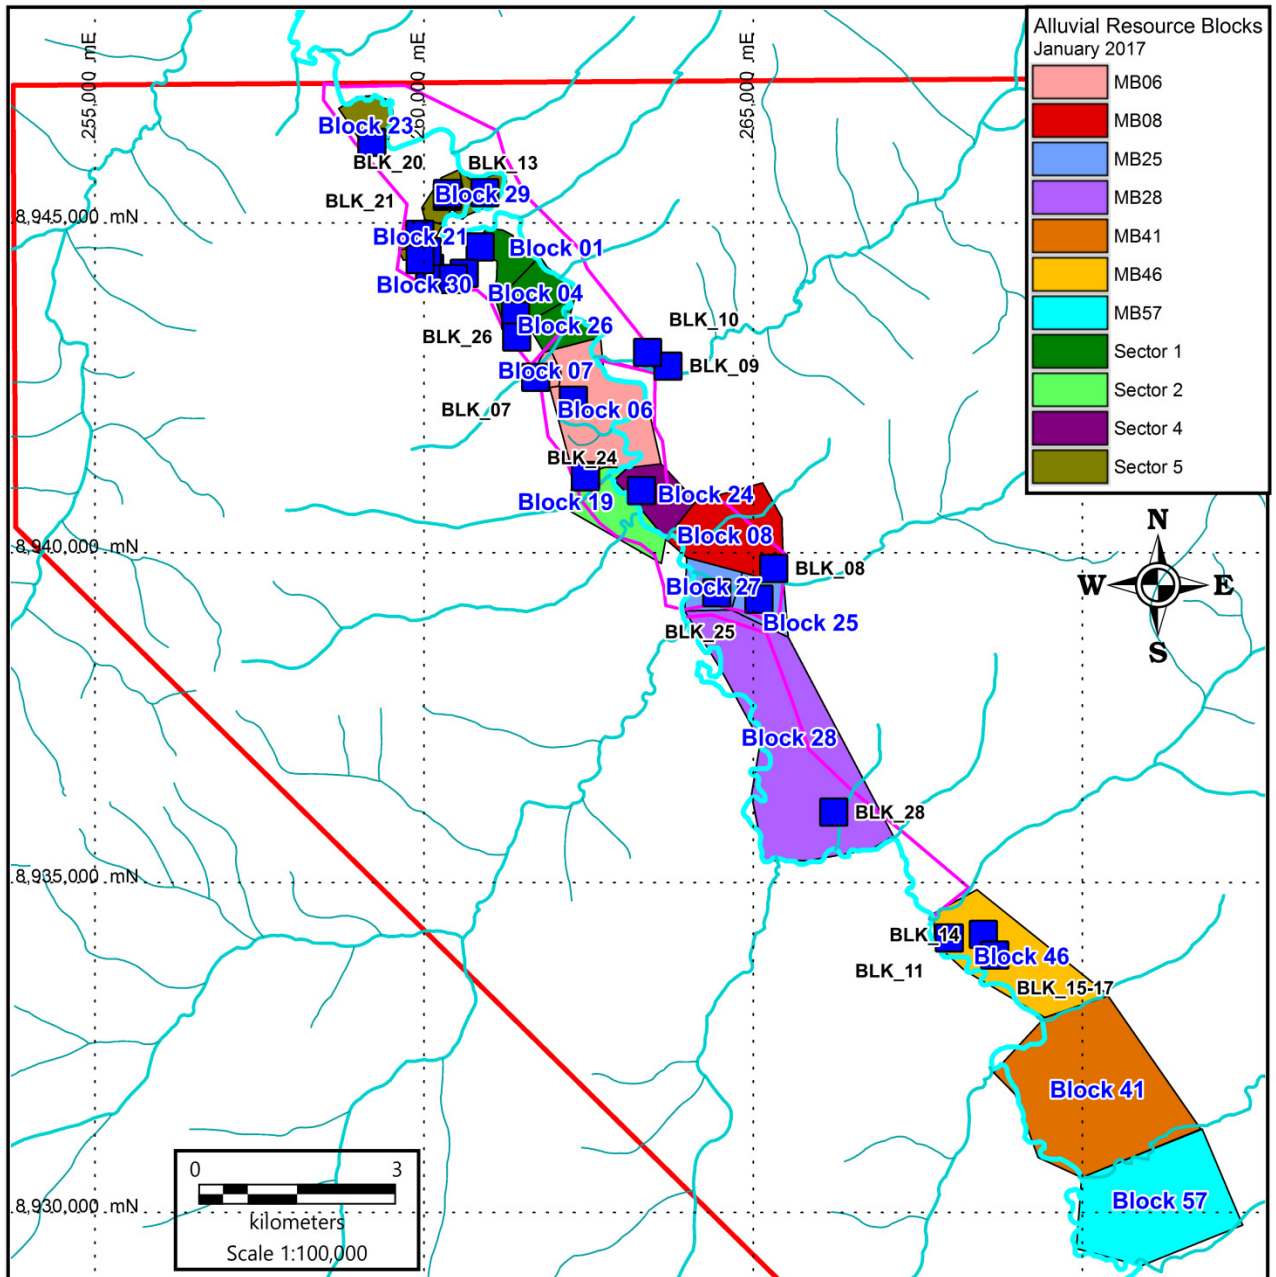 Alluvial Resource Blocks
January 2017
MB06
MB08
MB25
MB28
MB41
MB46
MB57
Sector 1
Sector 2
Sector 4
Sector 5
255,000 mE
260,000 mE
265,000 mE
Block 23
BLK_20
BLK_13
BLK_21
Block 29
8,945,000 mN
Block 21
Block 01
Block 30
Block 04
BLK_26
Block 26
BLK_10
BLK_09
Block 07
BLK_07
Block 06
BLK_24
Block 19
Block 24
Block 08
8,940,000 mN
BLK_08
Block 27
Block 25
BLK_25
N
W
E
S
Block 28
BLK_28
8,935,000 mN
BLK_14
Block 46
BLK_11
BLK_15-17
Block 41
Block 57
8,930,000 mN
0 3
kilometers
Scale 1:100,000